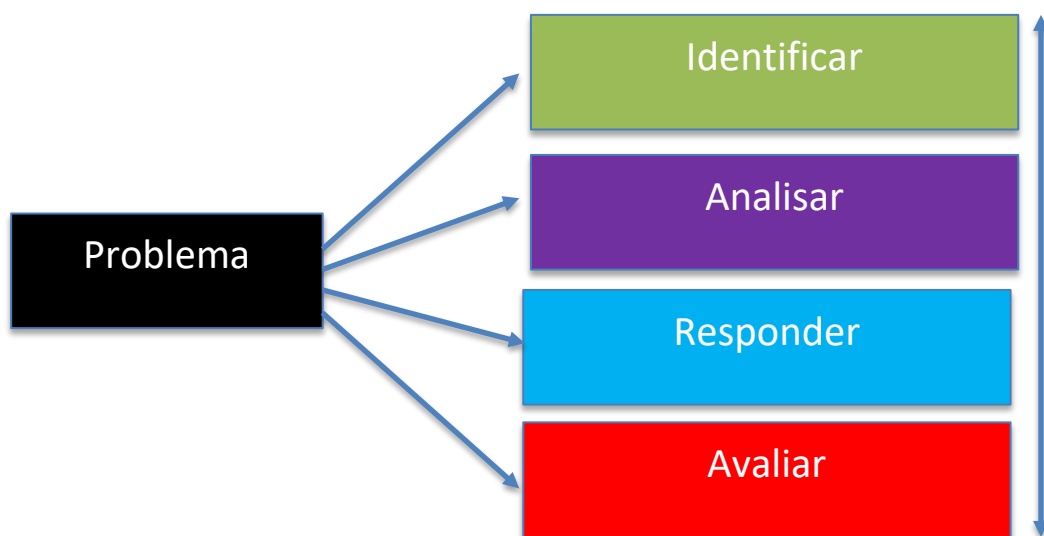 Problema
Identificar
Analisar
Responder
Avaliar